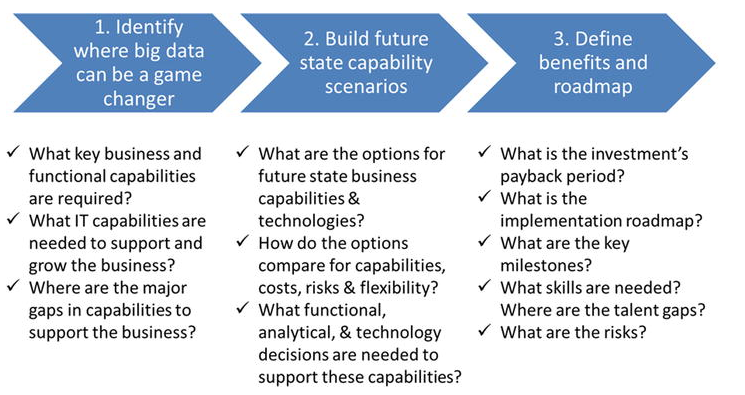 1. Identify
where big data
can be a game
changer
2. Build future
state capability
scenarios
3. Define
benefits and
roadmap
✓ What key business and
functional capabilities
are required?
✓ What IT capabilities are
needed to support and
grow the business?
✓ Where are the major
gaps in capabilities to
support the business?
✓ What are the options for
future state business
capabilities &
technologies?
✓ How do the options
compare for capabilities,
costs, risks & flexibility?
✓ What functional,
analytical, & technology
decisions are needed to
support these capabilities?
✓ What is the investment's
payback period?
✓ What is the
implementation roadmap?
✓ What are the key
milestones?
✓ What skills are needed?
Where are the talent gaps?
✓ What are the risks?